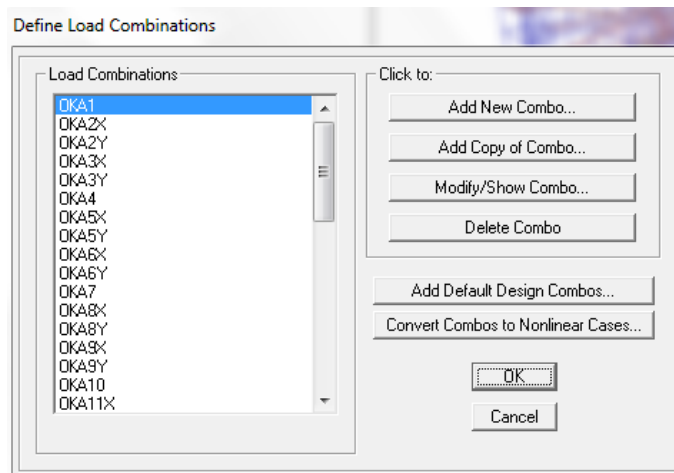 Define Load Combinations
Load Combinations
OKA1
OKA2X
OKA2Y
OKA3X
OKA3Y
OKA4
OKA5X
OKA5Y
OKA6X
OKA6Y
OKA7
OKA8X
OKA8Y
OKA9X
OKA9Y
OKA10
OKA11X
Click to:
Add New Combo...
Add Copy of Combo...
Modify/Show Combo...
Delete Combo
Add Default Design Combos...
Convert Combos to Nonlinear Cases...
OK
Cancel